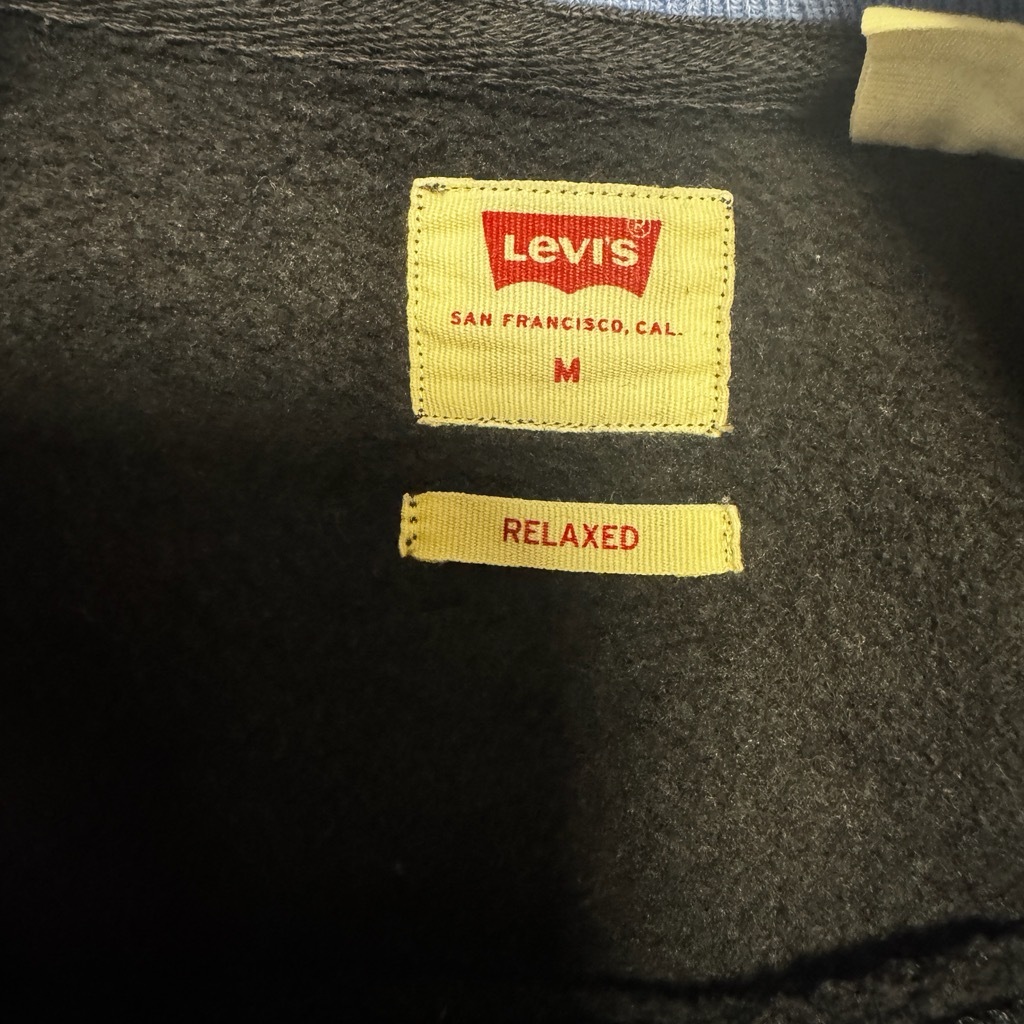 LEVI'S®
SAN FRANCISCO, CAL.
M
RELAXED